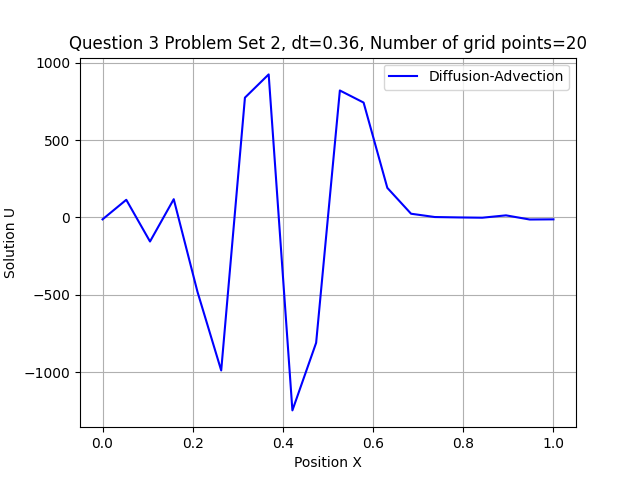 Question 3 Problem Set 2, dt=0.36, Number of grid points=20
Diffusion-Advection
1000
500
0
−500
−1000
Solution U
0.0 0.2 0.4 0.6 0.8 1.0
Position X